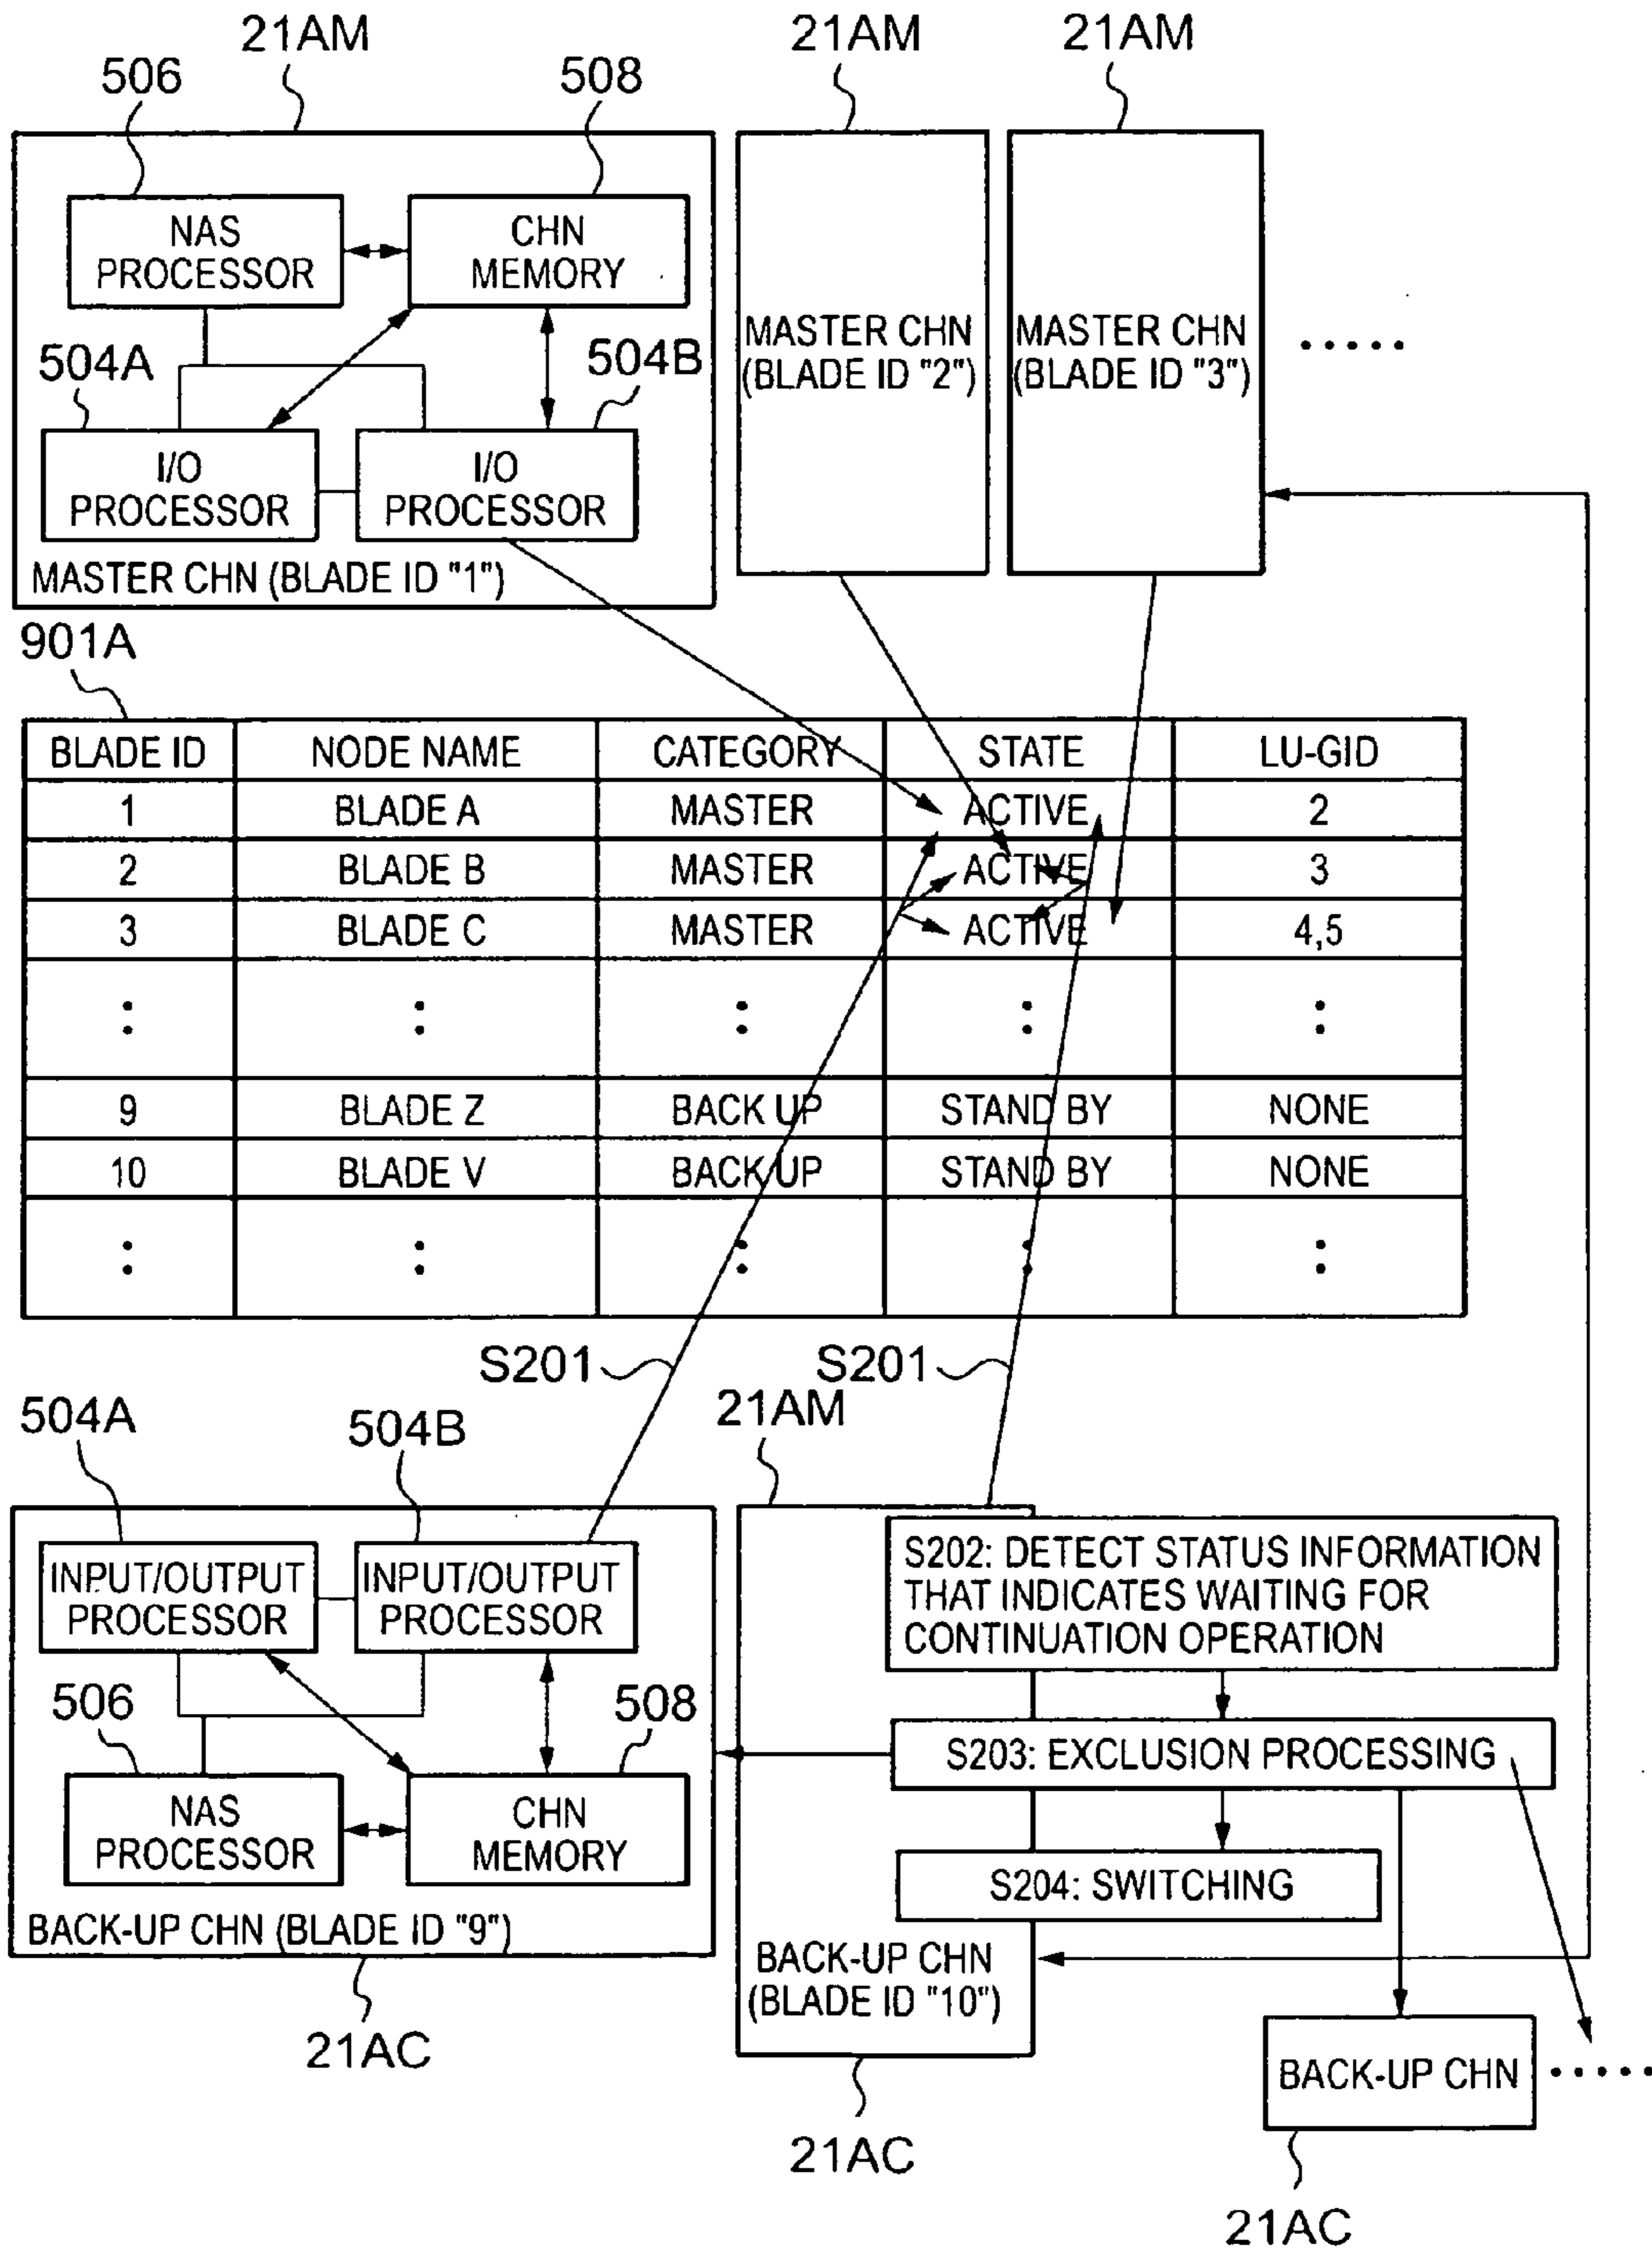 21AM
21AM
21AM
506
508
NAS
PROCESSOR
CHN
MEMORY
504A
504B
I/O
PROCESSOR
I/O
PROCESSOR
MASTER CHN (BLADE ID "1")
MASTER CHN
(BLADE ID "2")
MASTER CHN
(BLADE ID "3")
.....
901A
BLADE ID NODE NAME CATEGORY STATE LU-GID
1 BLADE A MASTER ACTIVE 2
2 BLADE B MASTER ACTIVE 3
3 BLADE C MASTER ACTIVE 4,5
: : : : :
9 BLADE Z BACK UP STAND BY NONE
10 BLADE V BACK UP STAND BY NONE
: : : : :
S201
S201
504A
504B
21AM
INPUT/OUTPUT
PROCESSOR
INPUT/OUTPUT
PROCESSOR
506
508
NAS
PROCESSOR
CHN
MEMORY
BACK-UP CHN (BLADE ID "9")
21AC
S202: DETECT STATUS INFORMATION
THAT INDICATES WAITING FOR
CONTINUATION OPERATION
S203: EXCLUSION PROCESSING
S204: SWITCHING
BACK-UP CHN
(BLADE ID "10")
21AC
BACK-UP CHN
.....
21AC